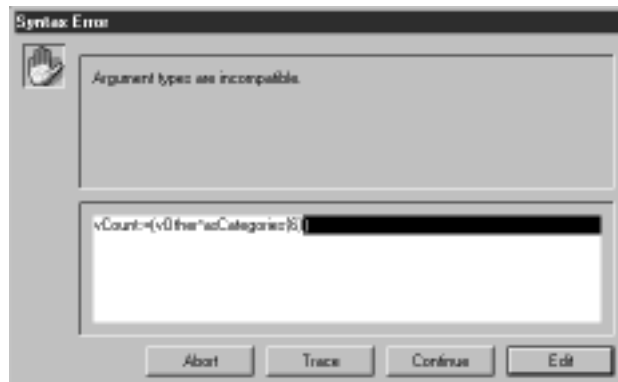 Syntax Error
Argument types are incompatible.
vCount:=(vOther*asCategories{6})
Abort
Trace
Continue
Edit